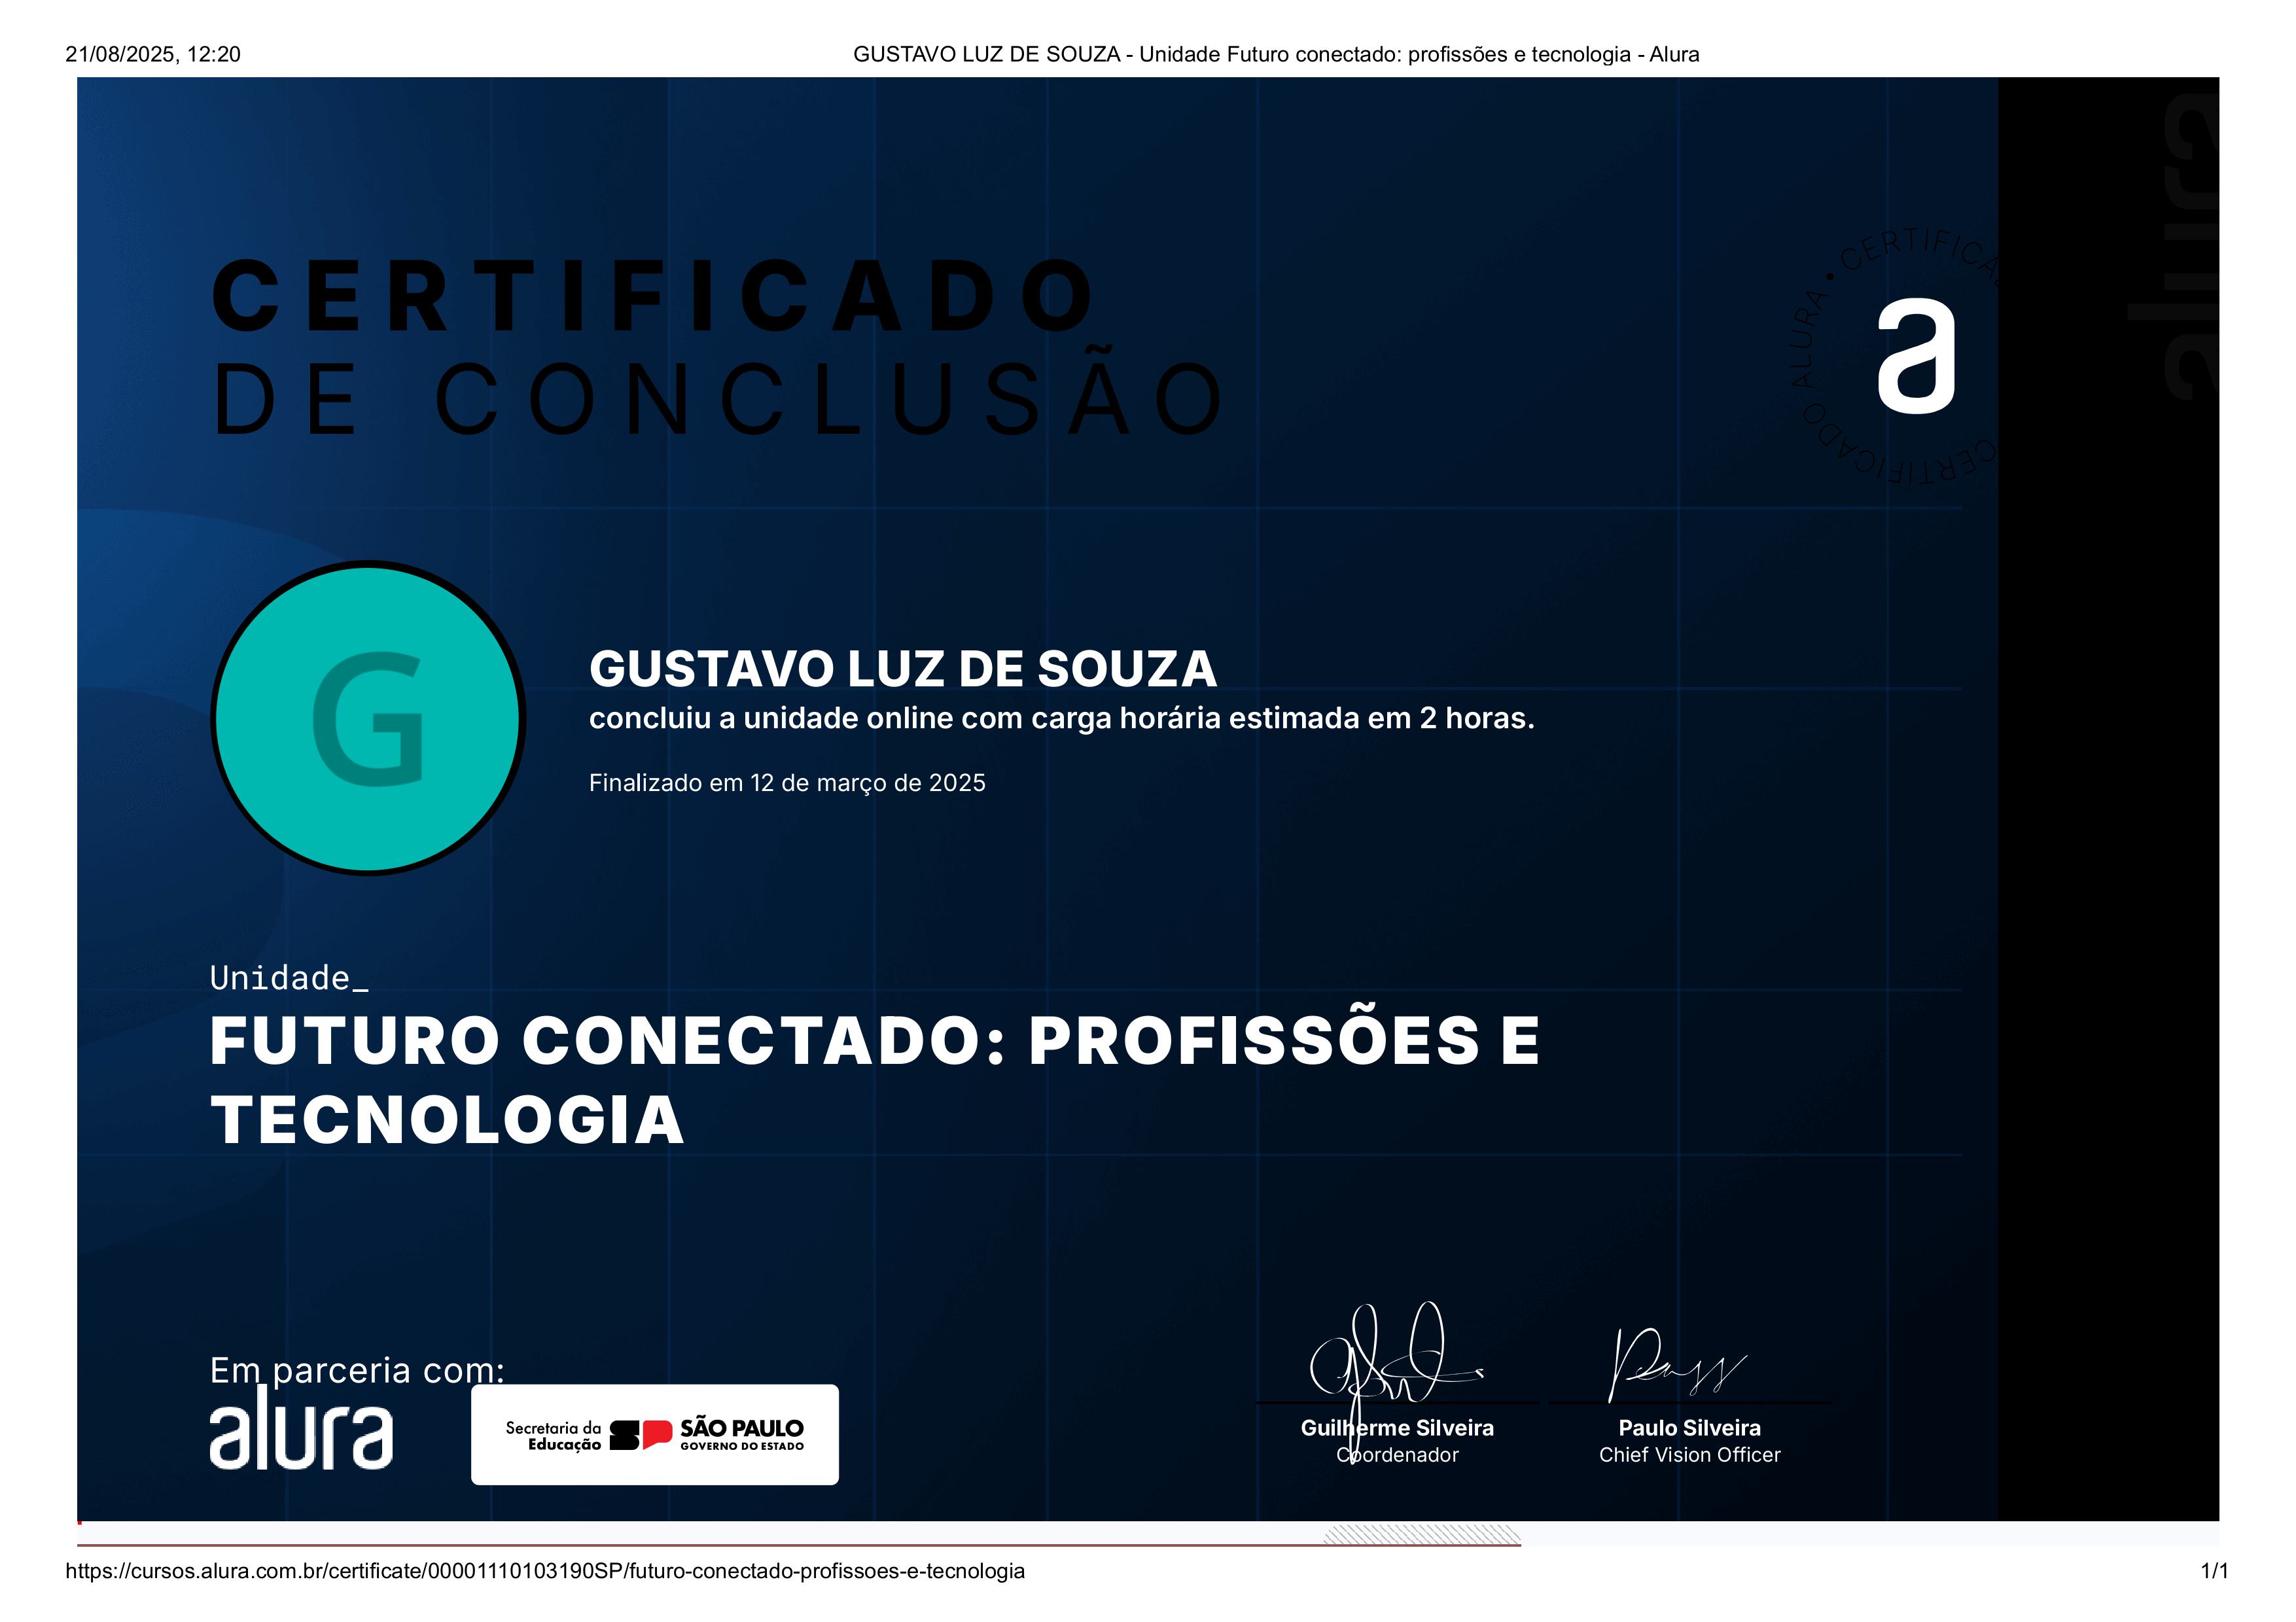 21/08/2025, 12:20
GUSTAVO LUZ DE SOUZA - Unidade Futuro conectado: profissões e tecnologia - Alura
alura
CERTIFICADO
DE CONCLUSÃO
CERTIFICADO ALURA • CERTIFICA
CERTI
a
G
GUSTAVO LUZ DE SOUZA
concluiu a unidade online com carga horária estimada em 2 horas.
Finalizado em 12 de março de 2025
Unidade_
FUTURO CONECTADO: PROFISSÕES E
TECNOLOGIA
Em parceria com:
alura
Secretaria da
Educação
SP
SÃO PAULO
GOVERNO DO ESTADO
Guilherme Silveira
Coordenador
Paulo Silveira
Chief Vision Officer
https://cursos.alura.com.br/certificate/00001110103190SP/futuro-conectado-profissoes-e-tecnologia
1/1